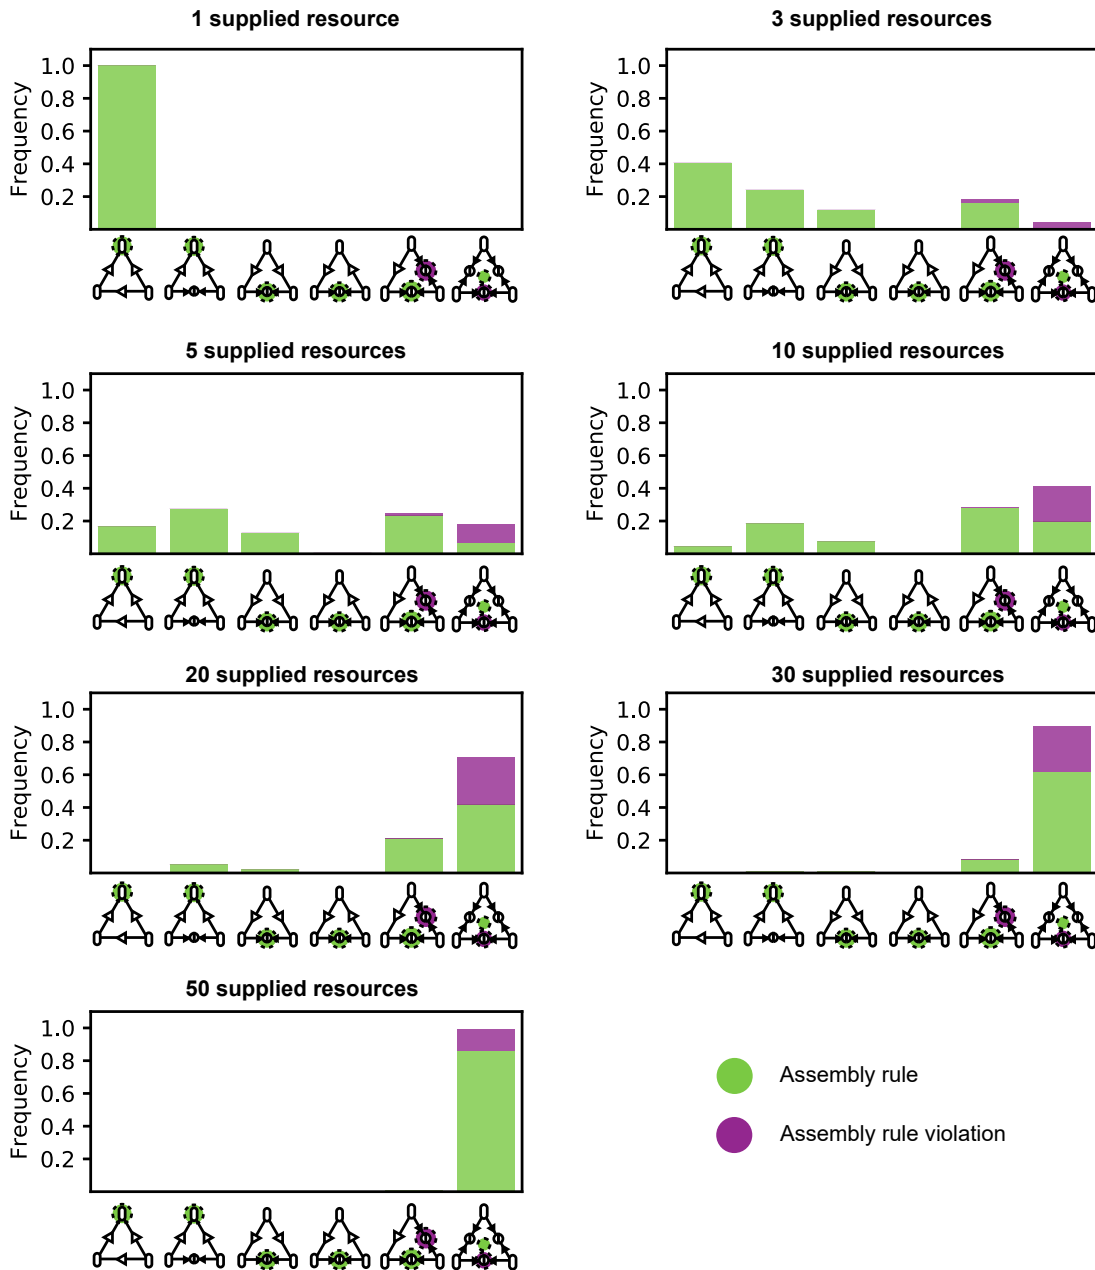 1 supplied resource
3 supplied resources
Frequency
1.0
0.8
0.6
0.4
0.2
Frequency
1.0
0.8
0.6
0.4
0.2
5 supplied resources
10 supplied resources
Frequency
1.0
0.8
0.6
0.4
0.2
Frequency
1.0
0.8
0.6
0.4
0.2
20 supplied resources
30 supplied resources
Frequency
1.0
0.8
0.6
0.4
0.2
Frequency
1.0
0.8
0.6
0.4
0.2
50 supplied resources
Frequency
1.0
0.8
0.6
0.4
0.2
Assembly rule
Assembly rule violation